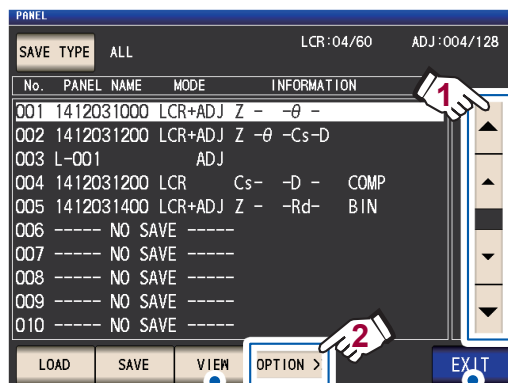 PANEL
SAVE TYPE ALL LCR:04/60 ADJ:004/128
No. PANEL NAME MODE INFORMATION
001 1412031000 LCR+ADJ Z - -θ -
002 1412031200 LCR+ADJ Z -θ -Cs-D
003 L-001 ADJ
004 1412031200 LCR Cs- -D - COMP
005 1412031400 LCR+ADJ Z - -Rd- BIN
006 ----- NO SAVE -----
007 ----- NO SAVE -----
008 ----- NO SAVE -----
009 ----- NO SAVE -----
010 ----- NO SAVE -----
LOAD SAVE VIEW OPTION > EXIT
1
2